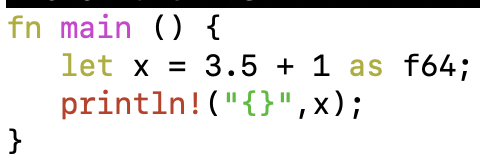 fn main () {
   let x = 3.5 + 1 as f64;
   println!("{}",x);
}